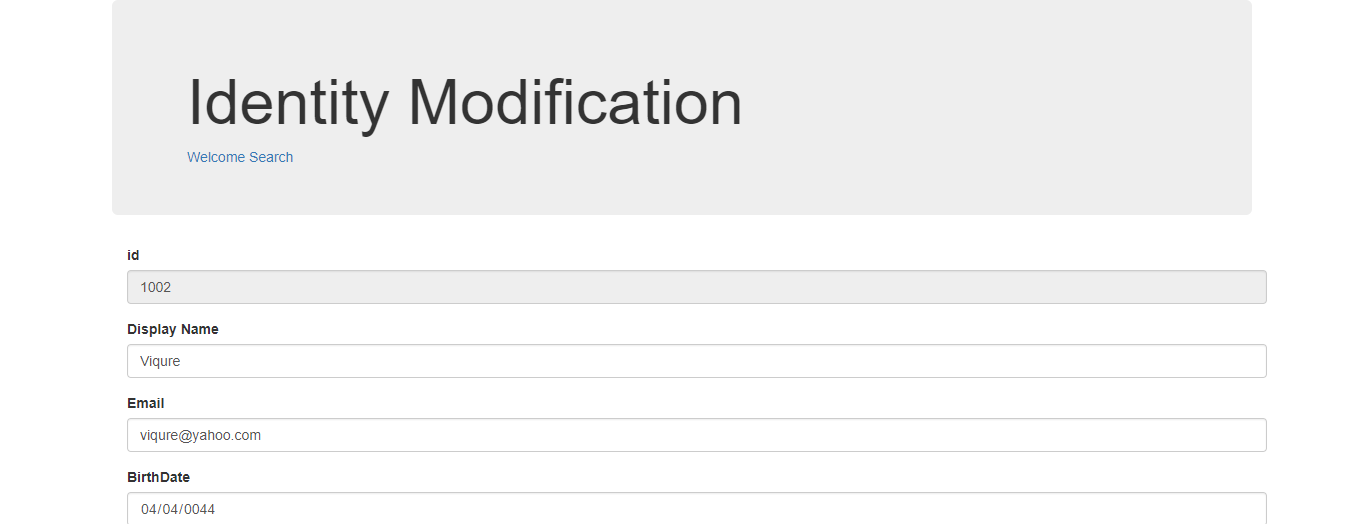 Identity Modification
Welcome Search
id
1002
Display Name
Viqure
Email
viqure@yahoo.com
BirthDate
04/04/0044